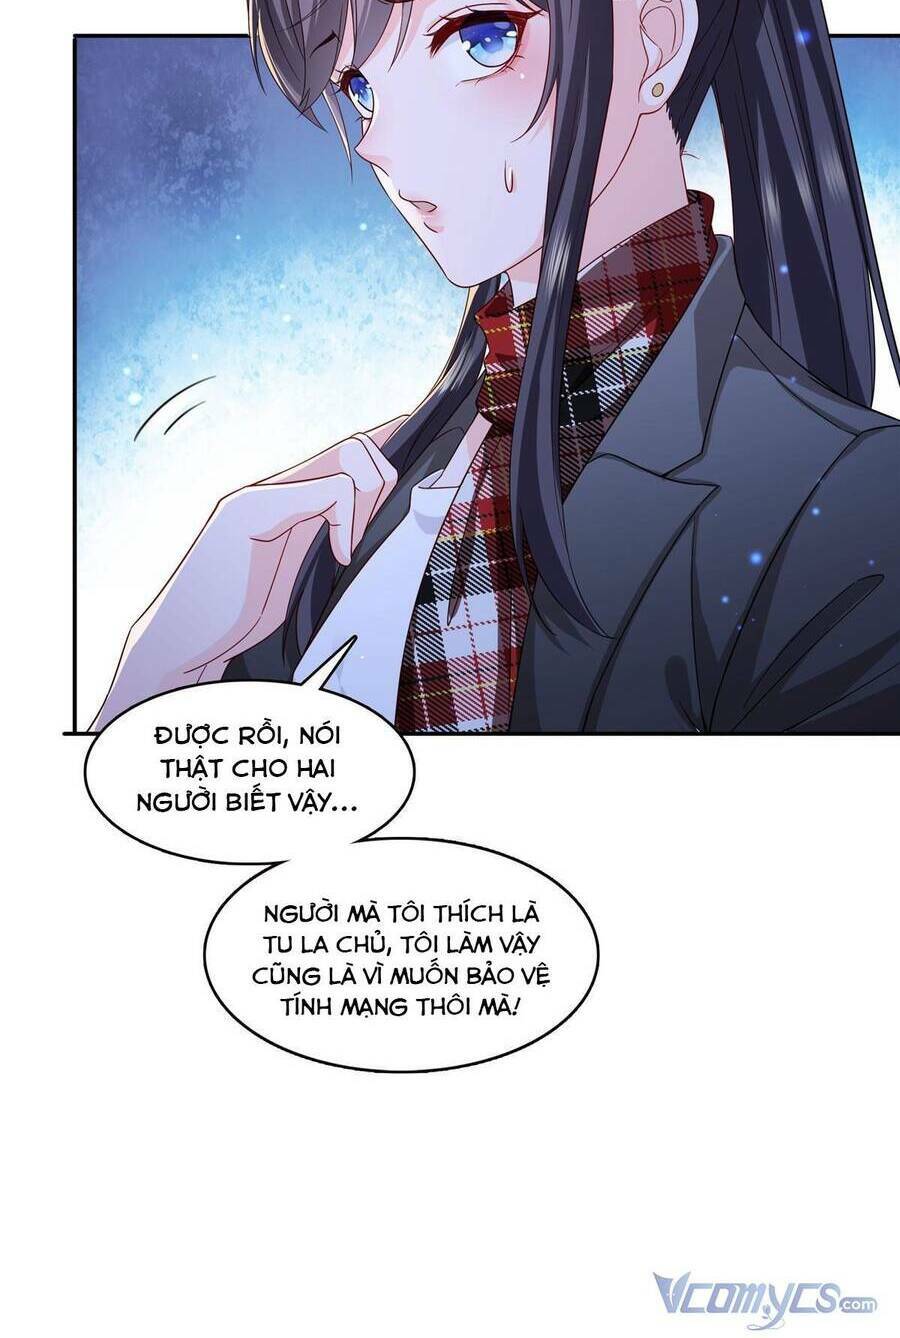 ĐƯỢC RỒI, NÓI
THẬT CHO HAI
NGƯỜI BIẾT VẬY...
NGƯỜI MÀ TÔI THÍCH LÀ
TU LA CHỦ, TÔI LÀM VẬY
CŨNG LÀ VÌ MUỐN BẢO VỆ
TÍNH MẠNG THÔI MÀ!
VCOMYCS.com